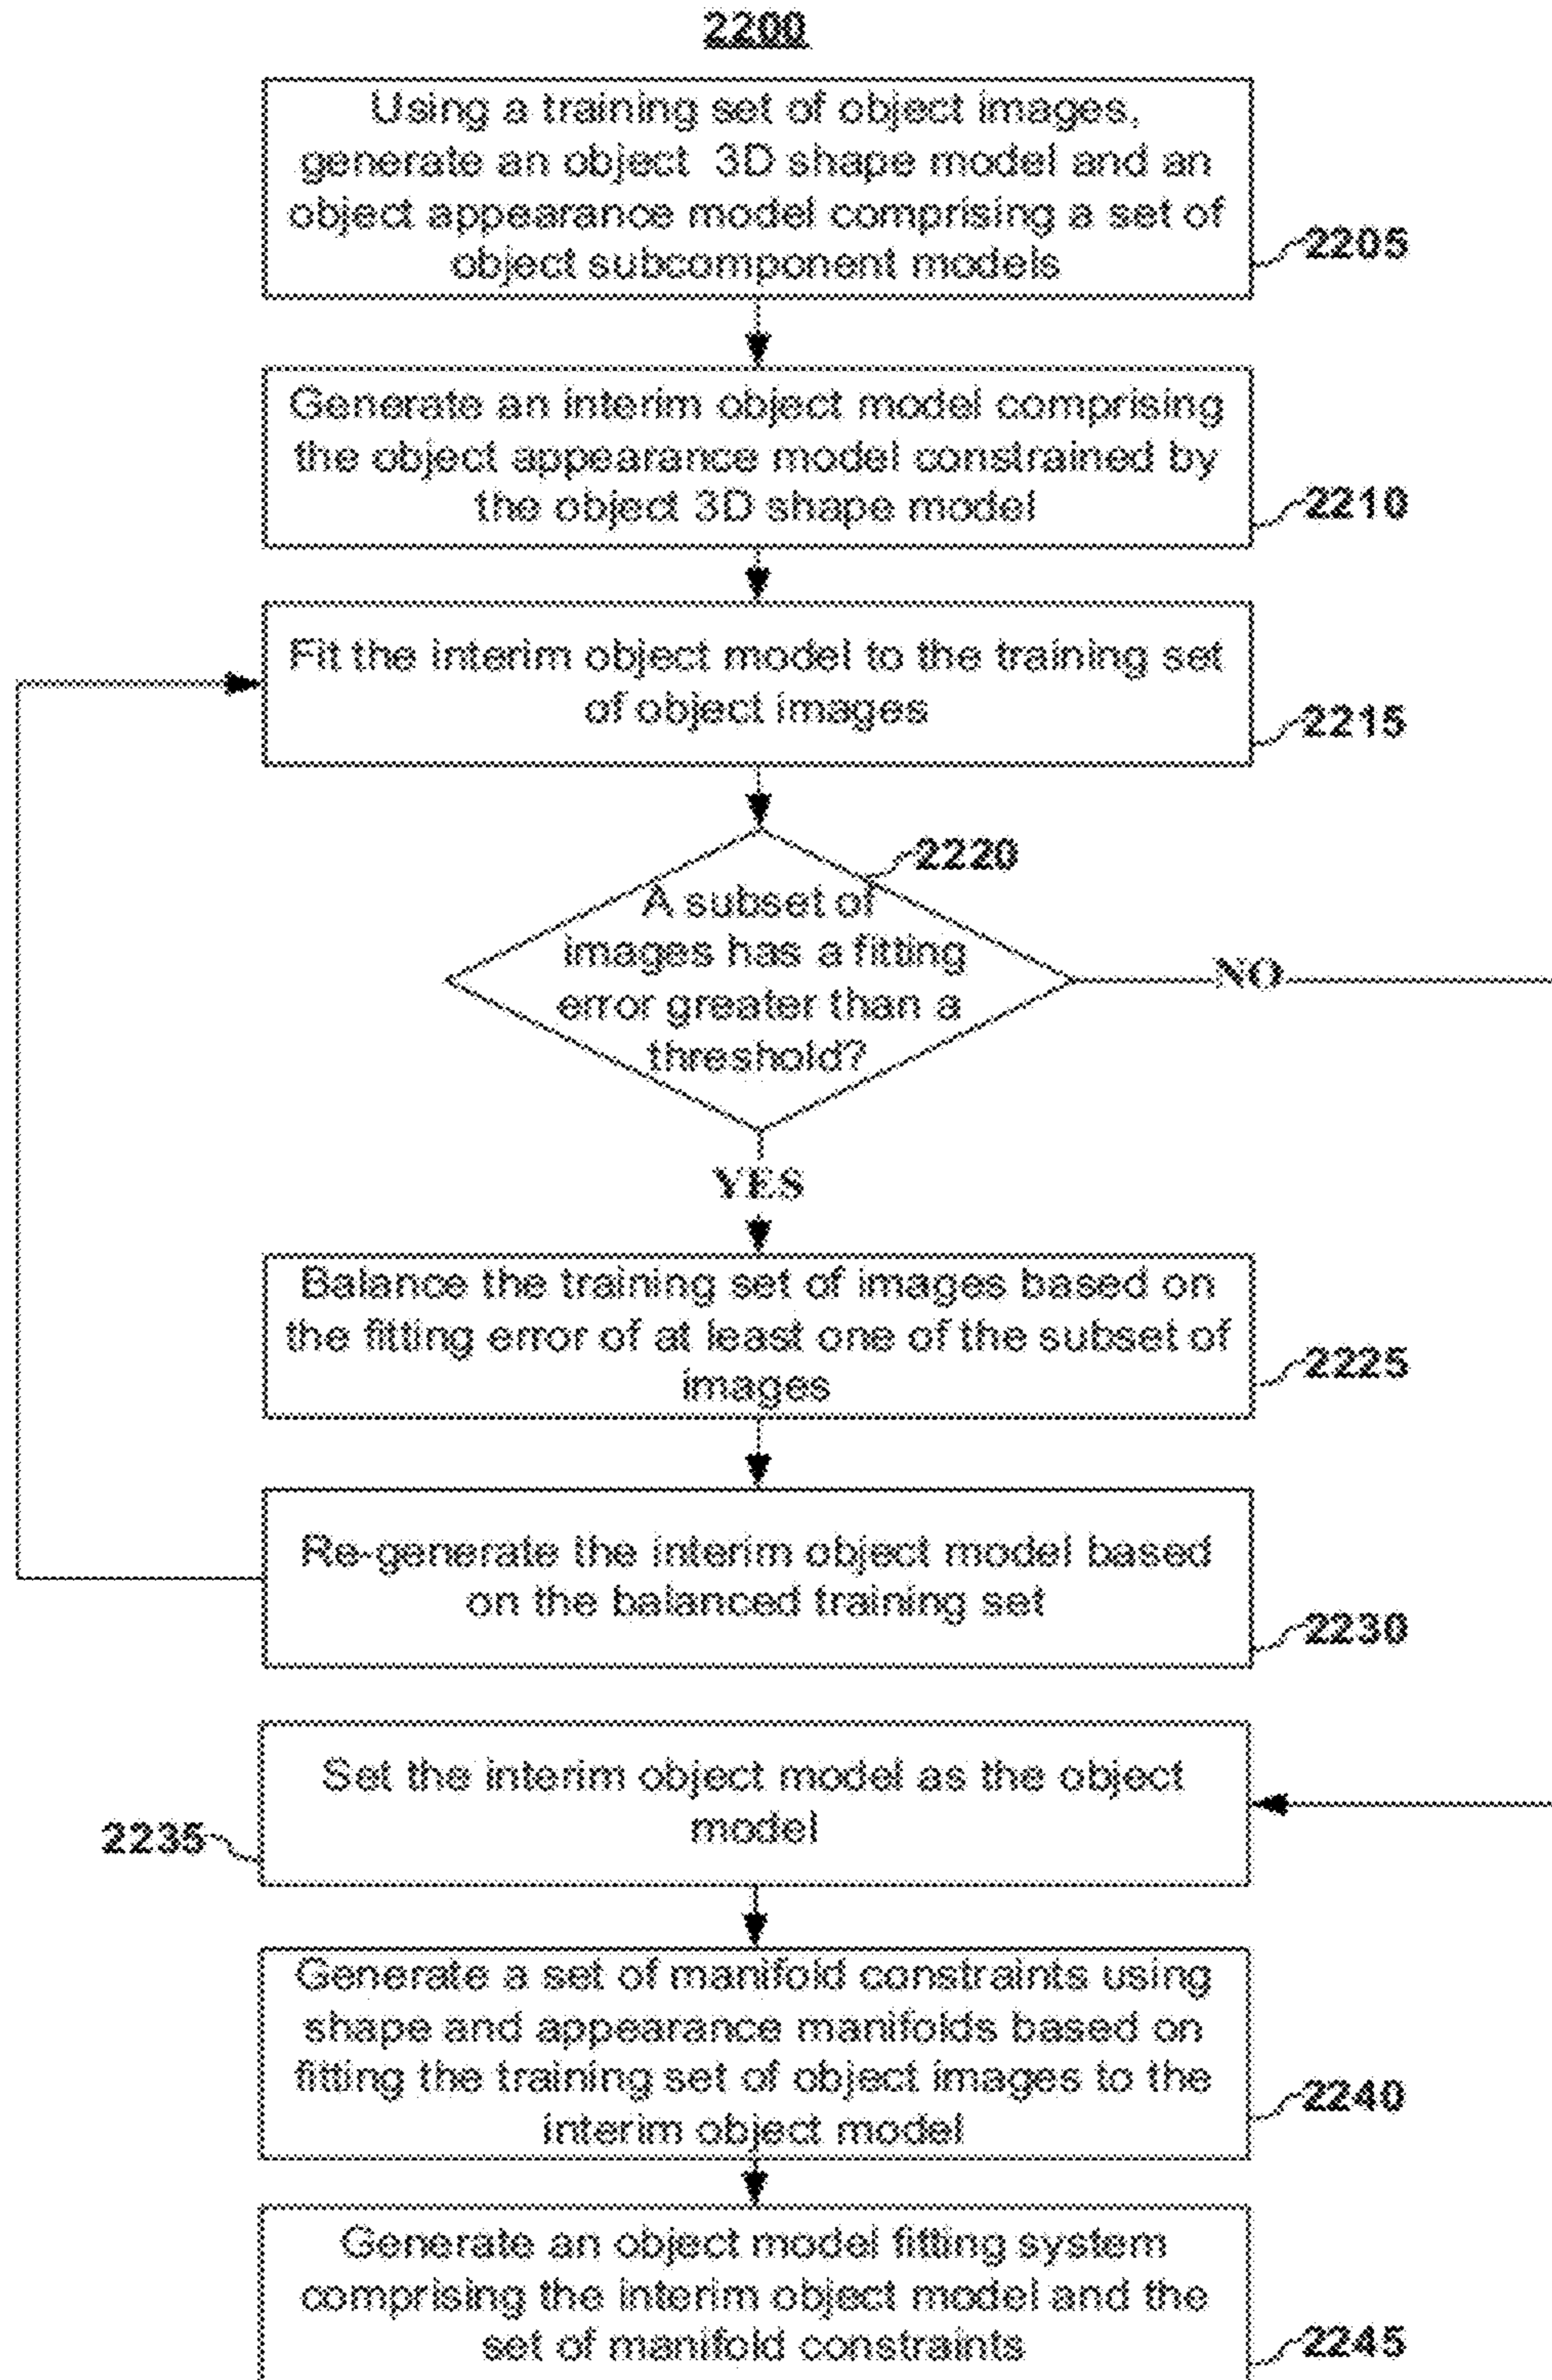 2200
Using a training set of object images,
generate an object 3D shape model and an
object appearance model comprising a set of
object subcomponent models
2205
Generate an interim object model comprising
the object appearance model constrained by
the object 3D shape model
2210
Fit the interim object model to the training set
of object images
2215
2220
A subset of
images has a fitting
error greater than a
threshold?
NO
YES
Balance the training set of images based on
the fitting error of at least one of the subset of
images
2225
Re-generate the interim object model based
on the balanced training set
2230
Set the interim object model as the object
model
2235
Generate a set of manifold constraints using
shape and appearance manifolds based on
fitting the training set of object images to the
interim object model
2240
Generate an object model fitting system
comprising the interim object model and the
set of manifold constraints
2245